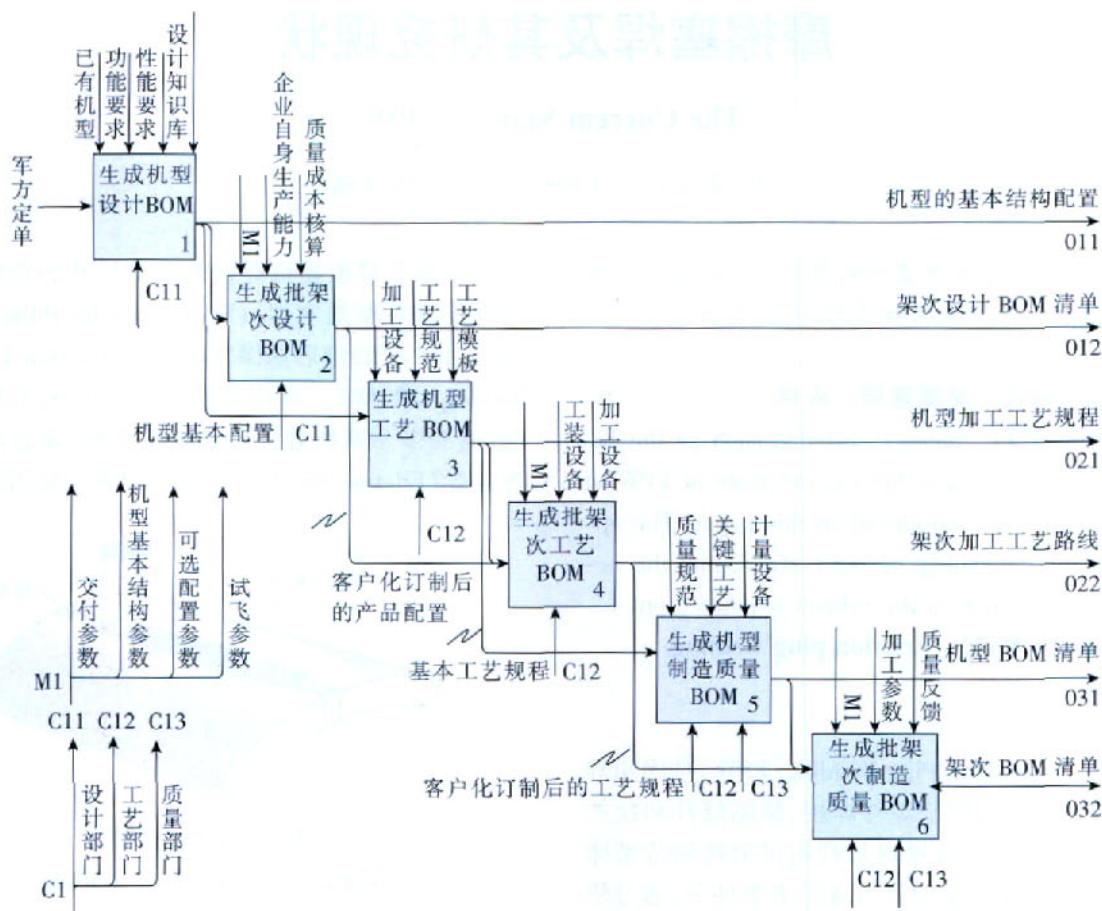 已有机型
功能要求
性能要求
设计知识库
军方定单
生成机型
设计BOM
1
C11
M1
企业自身生产能力
质量成本核算
机型的基本结构配置
011
生成批架
次设计
BOM
2
机型基本配置
C11
加工设备
工艺规范
工艺模板
架次设计 BOM 清单
012
生成机型
工艺 BOM
3
C12
M1
工装设备
加工设备
机型加工工艺规程
021
客户化订制后
的产品配置
生成批架
次工艺
BOM
4
基本工艺规程
C12
质量规范
关键工艺
计量设备
架次加工工艺路线
022
生成机型
制造质量
BOM
5
客户化订制后的工艺规程
C12
C13
M1
加工参数
质量反馈
机型 BOM 清单
031
生成批架
次制造
质量 BOM
6
架次 BOM 清单
032
C12
C13
交付参数
机型基本结构参数
可选配置参数
试飞参数
M1
C11
C12
C13
设计部门
工艺部门
质量部门
C1